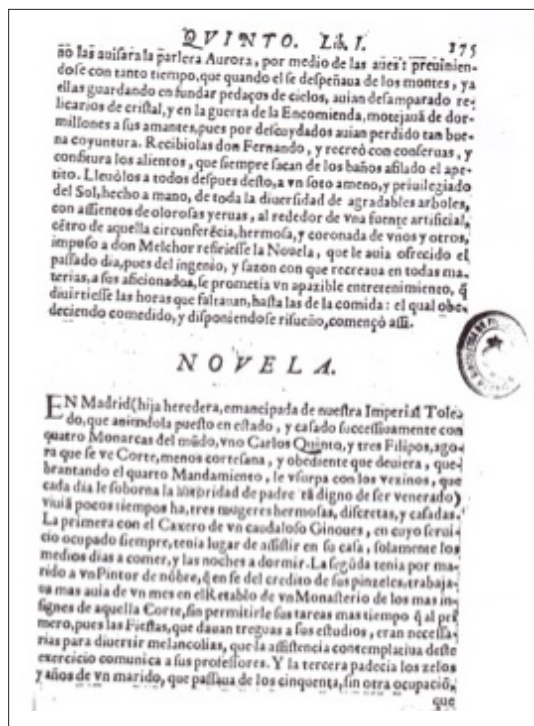 QVINTO. Lib. I. 175
no las auisara la parlera Aurora, por medio de las aues: preuinien-
dose con tanto tiempo, que quando el se despeñaua de los montes, ya
ellas guardando en fundar pedaços de cielos, auian desamparado re-
licarios de cristal, y en la guerra de la Encomienda, motejauã de dor-
millones a sus amantes, pues por descuydados auian perdido tan bue-
na coyuntura. Recibiolas don Fernando, y recreò con conseruas, y
confitura los alientos, que siempre sacan de los baños afilado el ape-
tito. Lleuòlos a todos despues desto, a vn soto ameno, y priuilegiado
del Sol, hecho a mano, de toda la diuersidad de agradables arboles,
con assientos de olorosas yeruas, al rededor de vna fuente artificial,
cẽtro de aquella circunferẽcia, hermosa, y coronada de vnos y otros,
impuso a don Melchor refiriesse la Nouela, que le auia ofrecido el
passado dia, pues del ingenio, y sazon con que recreaua en todas ma-
terias, a sus aficionados, se prometia vn apazible entretenimiento, q̃
diuirtiesse las horas que faltauan, hasta las de la comida: el qual obe-
deciendo comedido, y disponiendose risueño, començò assi.
NOVELA.
EN Madrid (hija heredera, emancipada de nuestra Imperial Tole-
do, que auiendola puesto en estado, y casado successiuamente con
quatro Monarcas del mũdo, vno Carlos Quinto, y tres Filipos, ago-
ra que se ve Corte, menos cortesana, y obediente que deuiera, que-
brantando el quarto Mandamiento, le vsurpa con los vezinos, que
cada dia le soborna la autoridad de padre tã digno de ser venerado)
viuiã pocos tiempos ha, tres mugeres hermosas, discretas, y casadas.
La primera con el Caxero de vn caudaloso Ginoues, en cuyo serui-
cio ocupado siempre, tenia lugar de assistir en su casa, solamente los
medios dias a comer, y las noches a dormir. La segũda tenia por ma-
rido a vn Pintor de nõbre, q̃ en fe del credito de sus pinzeles, trabaja-
ua mas auia de vn mes en el Retablo de vn Monasterio de los mas in-
signes de aquella Corte, sin permitirle sus tareas mas tiempo q̃ al pri
mero, pues las Fiestas, que dauan treguas a sus estudios, eran necessa-
rias para diuertir melancolias, que la assistencia contemplatiua deste
exercicio comunica a sus professores. Y la tercera padecia los zelos
y años de vn marido, que passaua de los cinquenta, sin otra ocupaciõ,
que